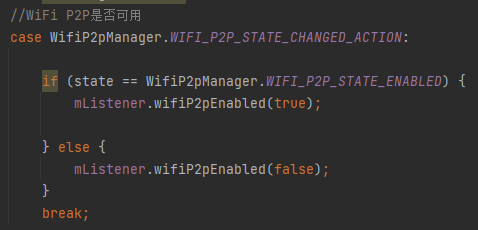 //WiFi P2P是否可用
case WifiP2pManager.WIFI_P2P_STATE_CHANGED_ACTION:
if (state == WifiP2pManager.WIFI_P2P_STATE_ENABLED) {
mListener.wifiP2pEnabled(true);
} else {
mListener.wifiP2pEnabled(false);
}
break;